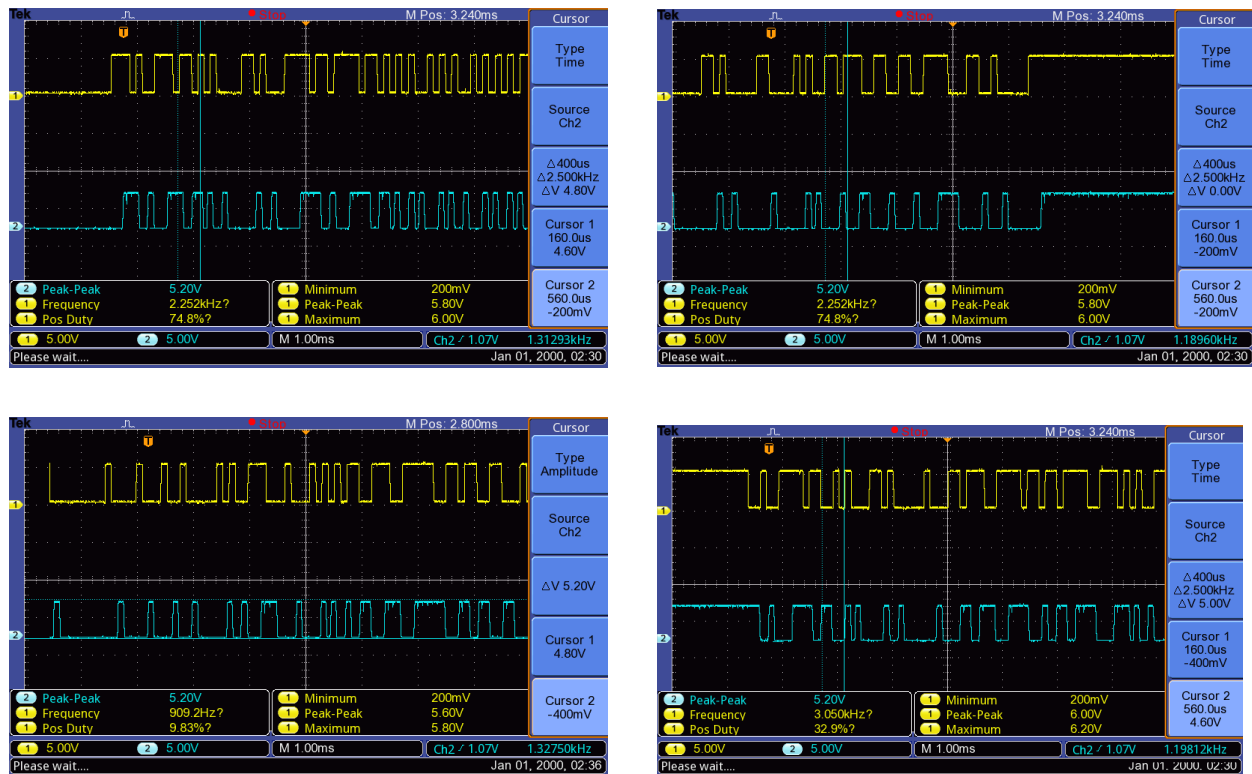 Tek Stop M Pos: 3.240ms Cursor
T
Type
Time
1
Source
Ch2
△400us
△2.500kHz
△V 4.80V
2
Cursor 1
160.0us
4.60V
Cursor 2
560.0us
-200mV
2 Peak-Peak 5.20V 1 Minimum 200mV
1 Frequency 2.252kHz? 1 Peak-Peak 5.80V
1 Pos Duty 74.8%? 1 Maximum 6.00V
1 5.00V 2 5.00V M 1.00ms Ch2 ⁄ 1.07V 1.31293kHz
Please wait.... Jan 01, 2000, 02:30
Tek Stop M Pos: 3.240ms Cursor
T
Type
Time
1
Source
Ch2
△400us
△2.500kHz
△V 0.00V
2
Cursor 1
160.0us
-200mV
Cursor 2
560.0us
-200mV
2 Peak-Peak 5.20V 1 Minimum 200mV
1 Frequency 2.252kHz? 1 Peak-Peak 5.80V
1 Pos Duty 74.8%? 1 Maximum 6.00V
1 5.00V 2 5.00V M 1.00ms Ch2 ⁄ 1.07V 1.18960kHz
Please wait.... Jan 01, 2000, 02:30
Tek Stop M Pos: 2.800ms Cursor
T
Type
Amplitude
1
Source
Ch2
△V 5.20V
2
Cursor 1
4.80V
Cursor 2
-400mV
2 Peak-Peak 5.20V 1 Minimum 200mV
1 Frequency 909.2Hz? 1 Peak-Peak 5.60V
1 Pos Duty 9.83%? 1 Maximum 5.80V
1 5.00V 2 5.00V M 1.00ms Ch2 ⁄ 1.07V 1.32750kHz
Please wait.... Jan 01, 2000, 02:36
Tek Stop M Pos: 3.240ms Cursor
T
Type
Time
1
Source
Ch2
△400us
△2.500kHz
△V 5.00V
2
Cursor 1
160.0us
-400mV
Cursor 2
560.0us
4.60V
2 Peak-Peak 5.20V 1 Minimum 200mV
1 Frequency 3.050kHz? 1 Peak-Peak 6.00V
1 Pos Duty 32.9%? 1 Maximum 6.20V
1 5.00V 2 5.00V M 1.00ms Ch2 ⁄ 1.07V 1.19812kHz
Please wait.... Jan 01, 2000, 02:30